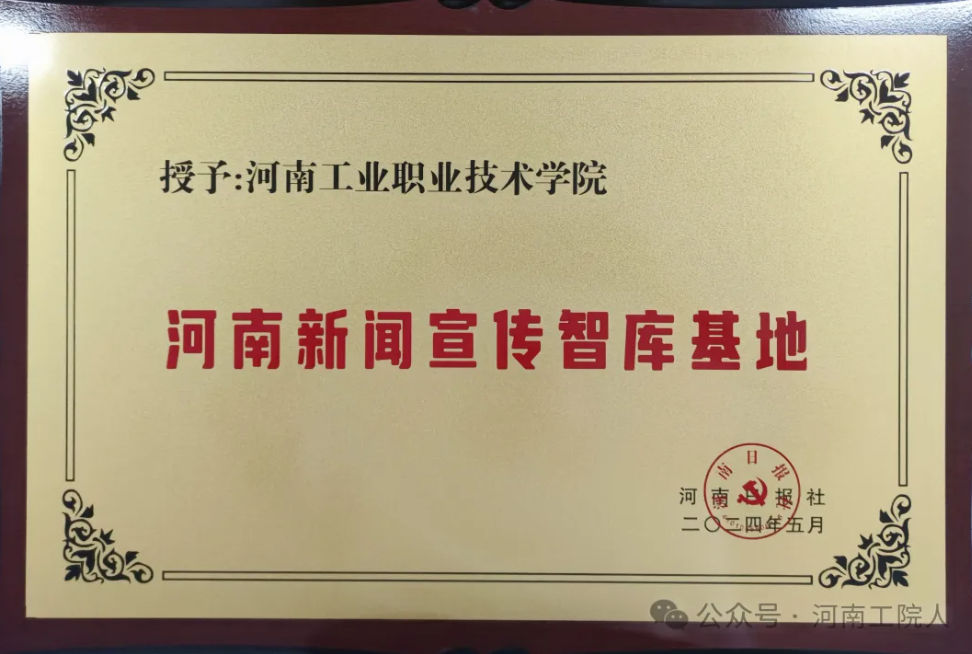 授予:河南工业职业技术学院
河南新闻宣传智库基地
河南日报社
二〇二四年五月
公众号·河南工院人